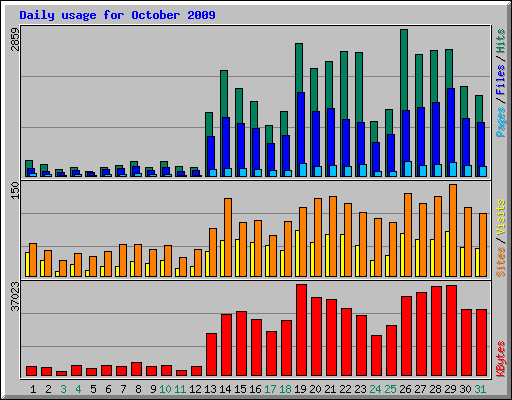 Daily usage for October 2009
2859
Pages / Files / Hits
150
Sites / Visits
37023
KBytes
1 2 3 4 5 6 7 8 9 10 11 12 13 14 15 16 17 18 19 20 21 22 23 24 25 26 27 28 29 30 31